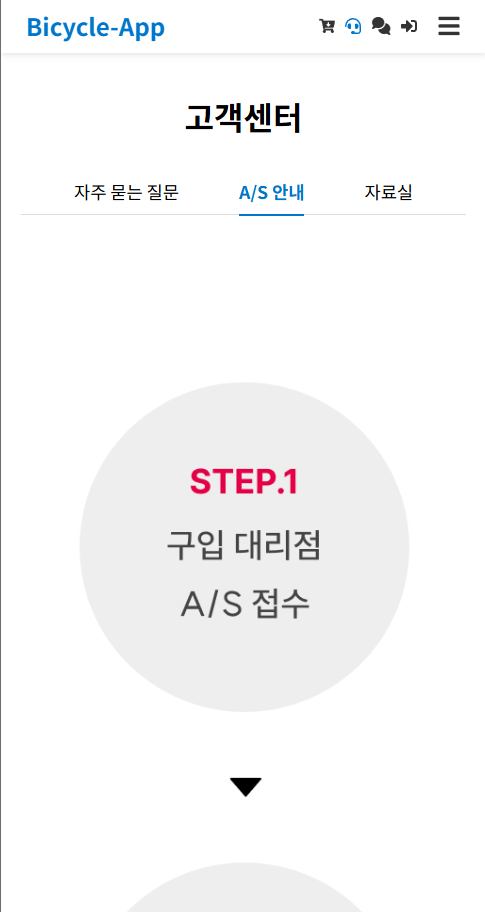 Bicycle-App
고객센터
자주 묻는 질문
A/S 안내
자료실
STEP.1
구입 대리점
A/S 접수